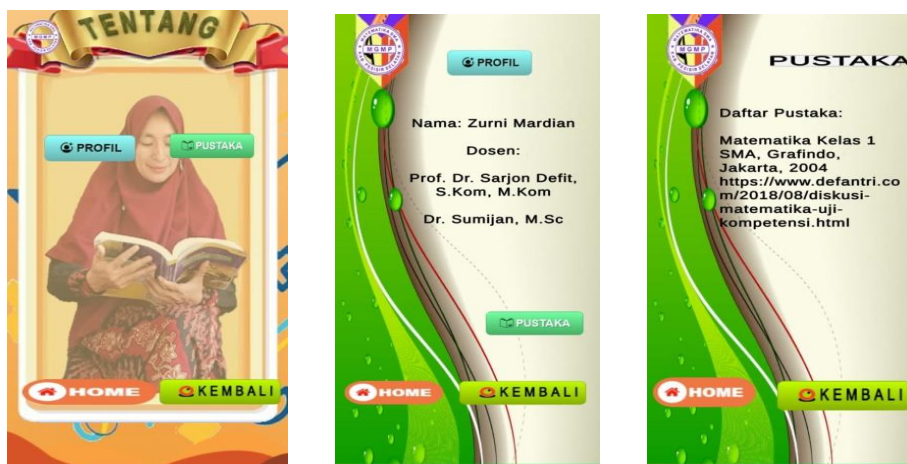 TENTANG
PROFIL
PUSTAKA
HOME
KEMBALI
MGMP
PROFIL
Nama: Zurni Mardian
Dosen:
Prof. Dr. Sarjon Defit,
S.Kom, M.Kom
Dr. Sumijan, M.Sc
PUSTAKA
HOME
KEMBALI
MGMP
PUSTAKA
Daftar Pustaka:
Matematika Kelas 1
SMA, Grafindo,
Jakarta, 2004
https://www.defantri.co
m/2018/08/diskusi-
matematika-uji-
kompetensi.html
HOME
KEMBALI